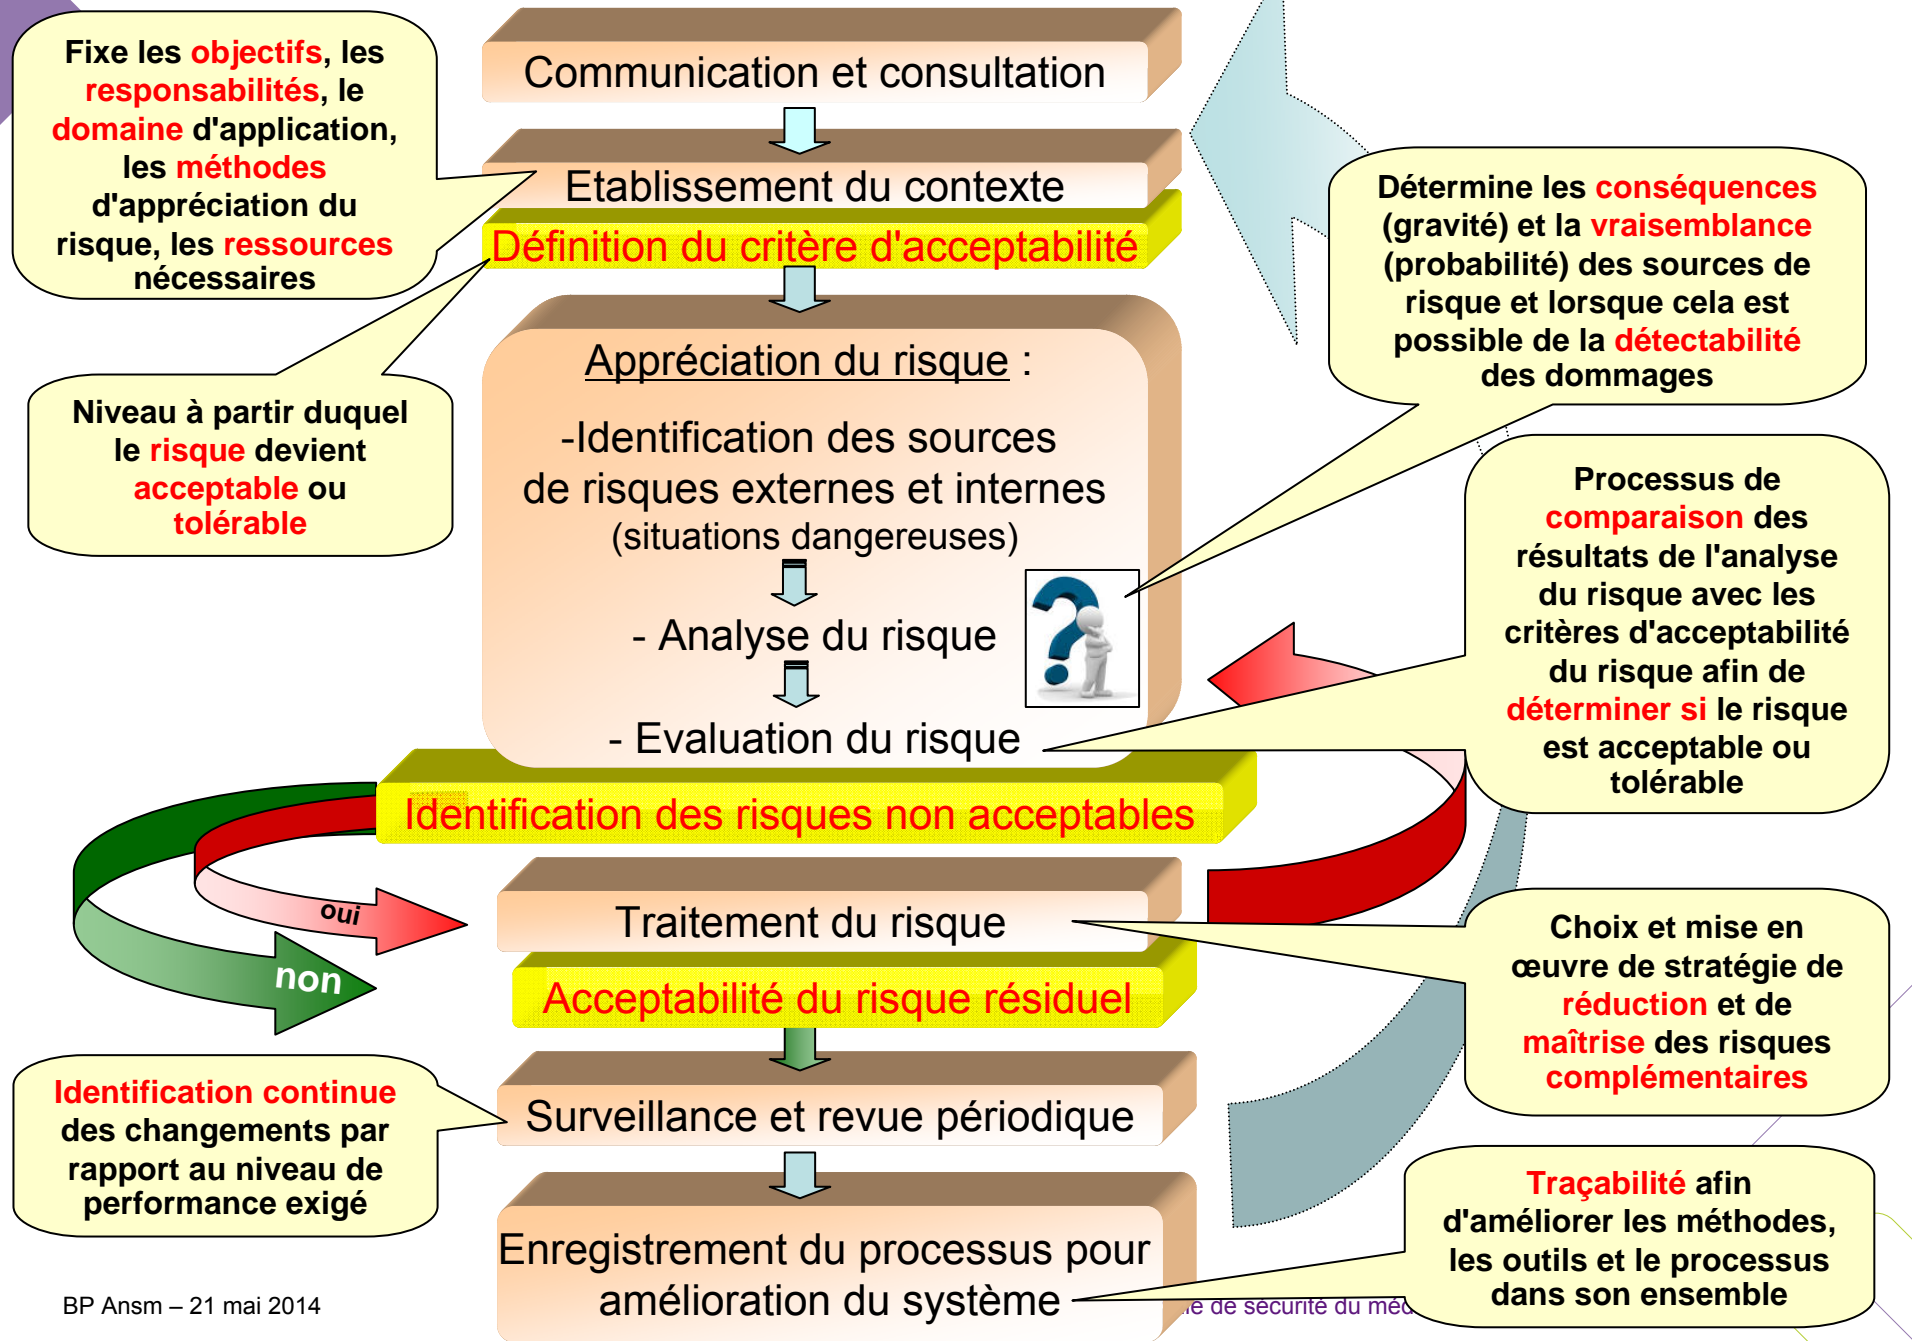 Communication et consultation
Fixe les objectifs, les
responsabilités, le
domaine d'application,
les méthodes
d'appréciation du
risque, les ressources
nécessaires
Etablissement du contexte
Définition du critère d'acceptabilité
Niveau à partir duquel
le risque devient
acceptable ou
tolérable
Appréciation du risque :
-Identification des sources
de risques externes et internes
(situations dangereuses)
- Analyse du risque
- Evaluation du risque
Détermine les conséquences
(gravité) et la vraisemblance
(probabilité) des sources de
risque et lorsque cela est
possible de la détectabilité
des dommages
Processus de
comparaison des
résultats de l'analyse
du risque avec les
critères d'acceptabilité
du risque afin de
déterminer si le risque
est acceptable ou
tolérable
Identification des risques non acceptables
oui
non
Traitement du risque
Choix et mise en
œuvre de stratégie de
réduction et de
maîtrise des risques
complémentaires
Acceptabilité du risque résiduel
Surveillance et revue périodique
Identification continue
des changements par
rapport au niveau de
performance exigé
Enregistrement du processus pour
amélioration du système
Traçabilité afin
d'améliorer les méthodes,
les outils et le processus
dans son ensemble
BP Ansm – 21 mai 2014
de sécurité du